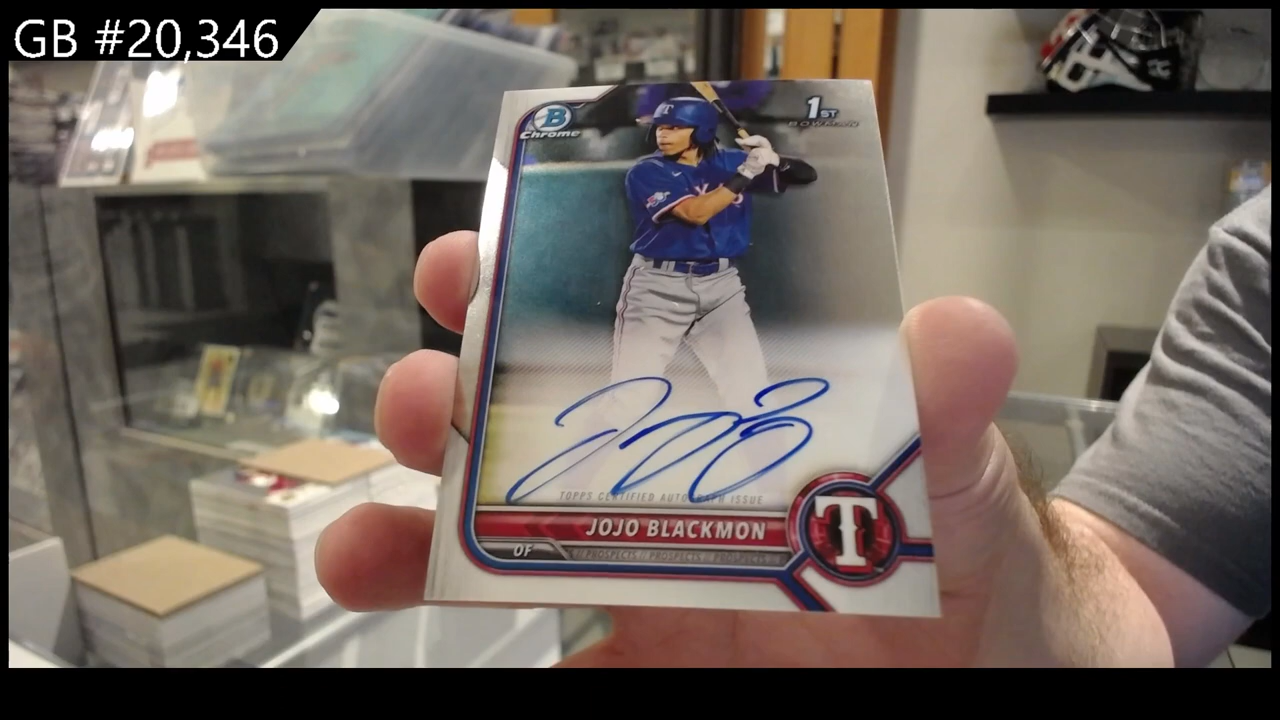 GB #20,346
B
Chrome
1ST
BOWMAN
T
TOPPS CERTIFIED AUTOGRAPH ISSUE
JOJO BLACKMON
OF
PROSPECTS // PROSPECTS // PROSPECTS
T